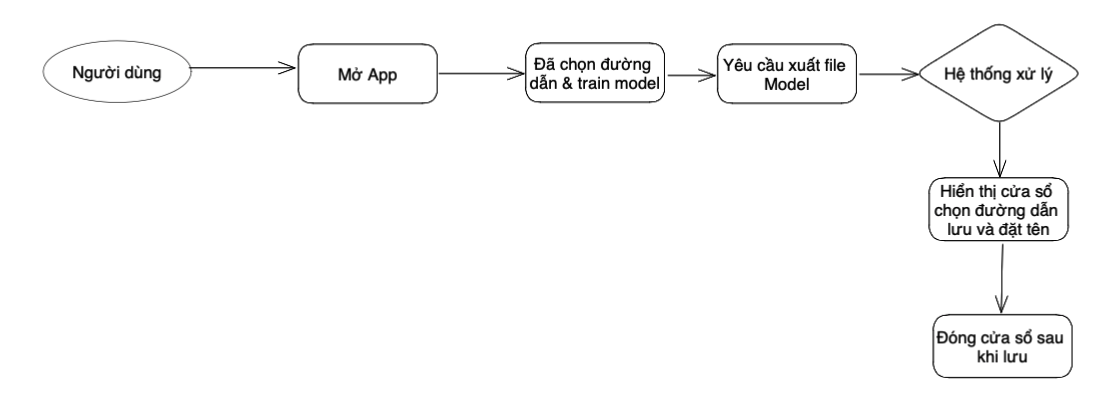 Người dùng
Mở App
Đã chọn đường
dẫn & train model
Yêu cầu xuất file
Model
Hệ thống xử lý
Hiển thị cửa sổ
chọn đường dẫn
lưu và đặt tên
Đóng cửa sổ sau
khi lưu